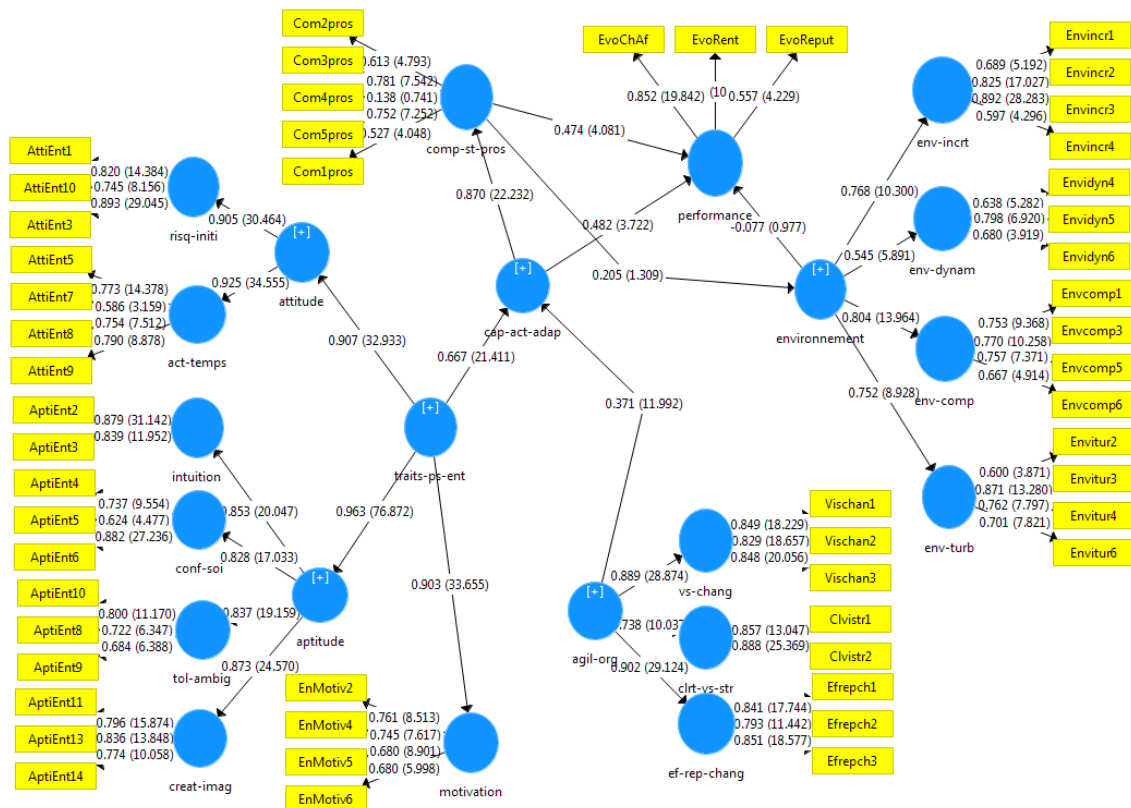 Com2pros
Com3pros
Com4pros
Com5pros
Com1pros
0.613 (4.793)
0.781 (7.542)
0.138 (0.741)
0.752 (7.252)
0.527 (4.048)
comp-st-pros
EvoChAf
EvoRent
EvoReput
0.852 (19.842)
(10
0.557 (4.229)
performance
0.474 (4.081)
0.870 (22.232)
0.482 (3.722)
-0.077 (0.977)
0.205 (1.309)
Envincr1
Envincr2
Envincr3
Envincr4
0.689 (5.192)
0.825 (17.027)
0.892 (28.283)
0.597 (4.296)
env-incrt
0.768 (10.300)
Envidyn4
Envidyn5
Envidyn6
0.638 (5.282)
0.798 (6.920)
0.680 (3.919)
env-dynam
0.545 (5.891)
[+]
environnement
0.804 (13.964)
Envcomp1
Envcomp3
Envcomp5
Envcomp6
0.753 (9.368)
0.770 (10.258)
0.757 (7.371)
0.667 (4.914)
env-comp
0.752 (8.928)
Envitur2
Envitur3
Envitur4
Envitur6
0.600 (3.871)
0.871 (13.280)
0.762 (7.797)
0.701 (7.821)
env-turb
AttiEnt1
AttiEnt10
AttiEnt3
0.820 (14.384)
0.745 (8.156)
0.893 (29.045)
risq-initi
0.905 (30.464)
[+]
attitude
AttiEnt5
AttiEnt7
AttiEnt8
AttiEnt9
0.773 (14.378)
0.586 (3.159)
0.754 (7.512)
0.790 (8.878)
act-temps
0.925 (34.555)
0.907 (32.933)
[+]
cap-act-adap
0.667 (21.411)
0.371 (11.992)
[+]
traits-ps-ent
AptiEnt2
AptiEnt3
0.879 (31.142)
0.839 (11.952)
intuition
0.853 (20.047)
0.963 (76.872)
AptiEnt4
AptiEnt5
AptiEnt6
0.737 (9.554)
0.624 (4.477)
0.882 (27.236)
conf-soi
0.828 (17.033)
[+]
aptitude
0.903 (33.655)
AptiEnt10
AptiEnt8
AptiEnt9
0.800 (11.170)
0.722 (6.347)
0.684 (6.388)
tol-ambig
0.837 (19.159)
0.873 (24.570)
AptiEnt11
AptiEnt13
AptiEnt14
0.796 (15.874)
0.836 (13.848)
0.774 (10.058)
creat-imag
EnMotiv2
EnMotiv4
EnMotiv5
EnMotiv6
0.761 (8.513)
0.745 (7.617)
0.680 (8.901)
0.680 (5.998)
motivation
[+]
agil-org
0.889 (28.874)
0.738 (10.037)
0.902 (29.124)
Vischan1
Vischan2
Vischan3
0.849 (18.229)
0.829 (18.657)
0.848 (20.056)
vs-chang
Clvistr1
Clvistr2
0.857 (13.047)
0.888 (25.369)
clrt-vs-str
Efrepch1
Efrepch2
Efrepch3
0.841 (17.744)
0.793 (11.442)
0.851 (18.577)
ef-rep-chang